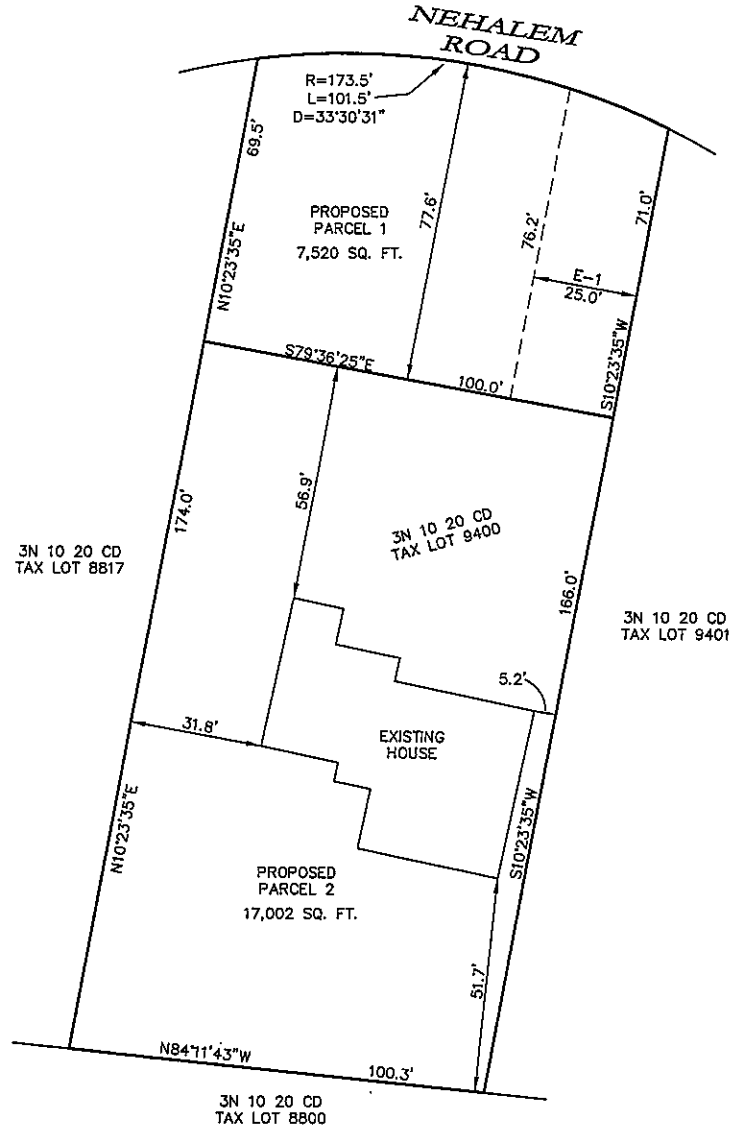 NEHALEM
ROAD
R=173.5'
L=101.5'
D=33°30'31"
69.5'
N10°23'35"E
PROPOSED
PARCEL 1
7,520 SQ. FT.
77.6'
76.2'
71.0'
E-1
25.0'
S10°23'35"W
S79°36'25"E
100.0'
174.0'
56.9'
3N 10 20 CD
TAX LOT 9400
3N 10 20 CD
TAX LOT 8817
166.0'
3N 10 20 CD
TAX LOT 9401
5.2'
31.8'
EXISTING
HOUSE
N10°23'35"E
S10°23'35"W
PROPOSED
PARCEL 2
17,002 SQ. FT.
51.7'
N84°11'43"W
100.3'
3N 10 20 CD
TAX LOT 8800